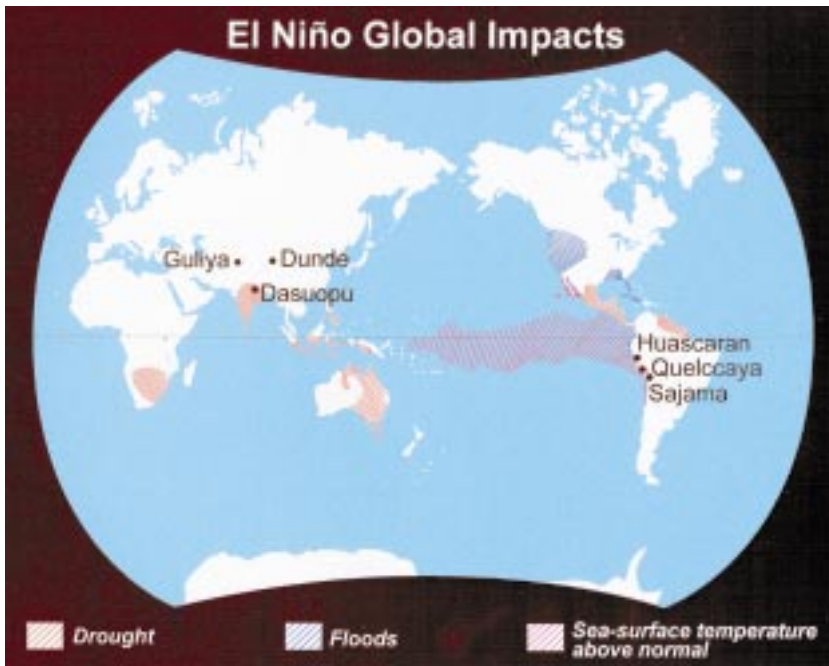 El Niño Global Impacts
Guliya
Dunde
Dasuopu
Huascaran
Quelccaya
Sajama
Drought
Floods
Sea-surface temperature
above normal